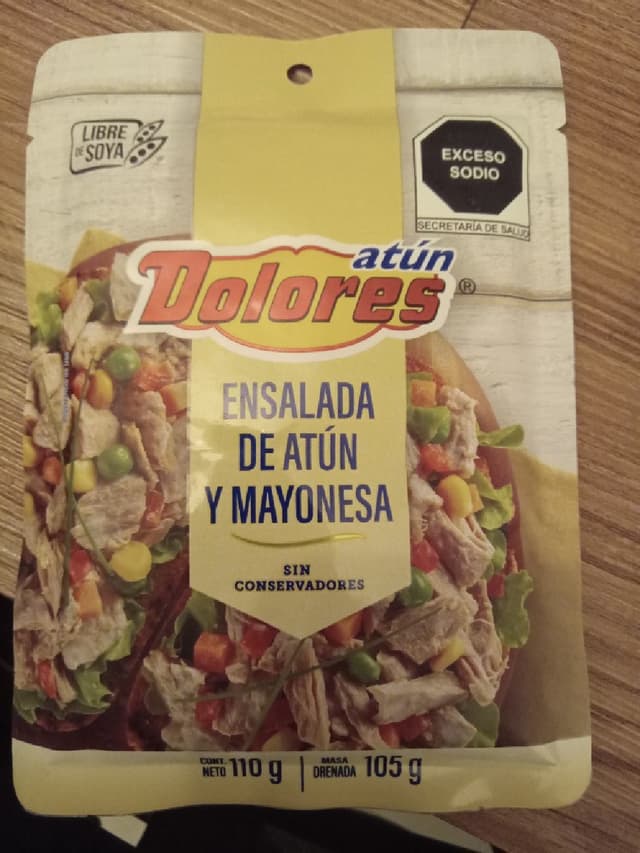 LIBRE
DE SOYA
EXCESO
SODIO
SECRETARÍA DE SALUD
atún
Dolores®
ENSALADA
DE ATÚN
Y MAYONESA
SIN
CONSERVADORES
CONT. NETO 110 g | MASA DRENADA 105 g